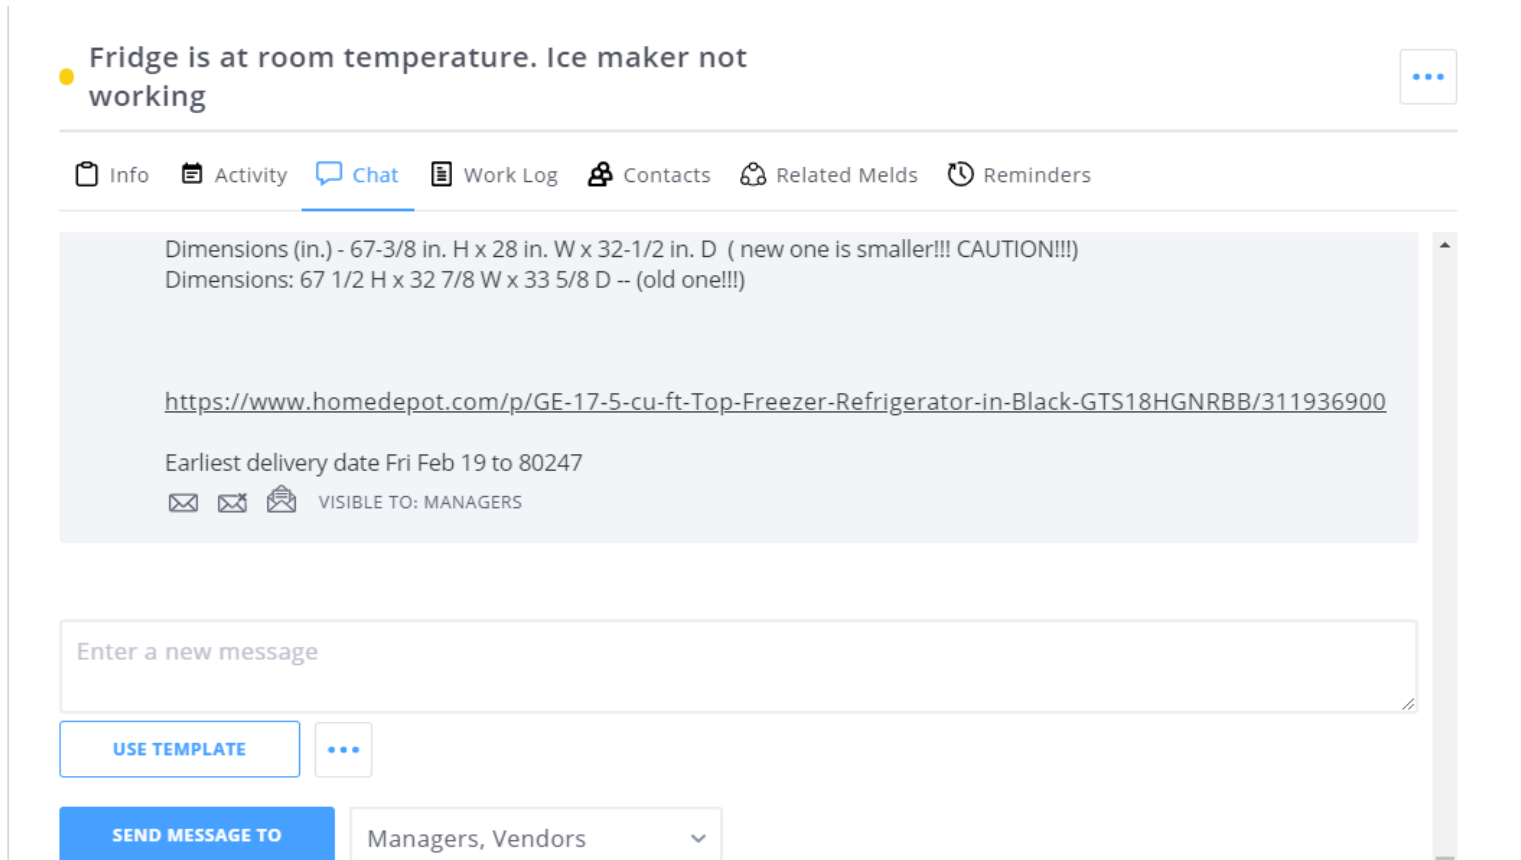 Fridge is at room temperature. Ice maker not
working
Info
Activity
Chat
Work Log
Contacts
Related Melds
Reminders
Dimensions (in.) - 67-3/8 in. H x 28 in. W x 32-1/2 in. D ( new one is smaller!!! CAUTION!!!)
Dimensions: 67 1/2 H x 32 7/8 W x 33 5/8 D -- (old one!!!)
https://www.homedepot.com/p/GE-17-5-cu-ft-Top-Freezer-Refrigerator-in-Black-GTS18HGNRBB/311936900
Earliest delivery date Fri Feb 19 to 80247
VISIBLE TO: MANAGERS
Enter a new message
USE TEMPLATE
SEND MESSAGE TO
Managers, Vendors